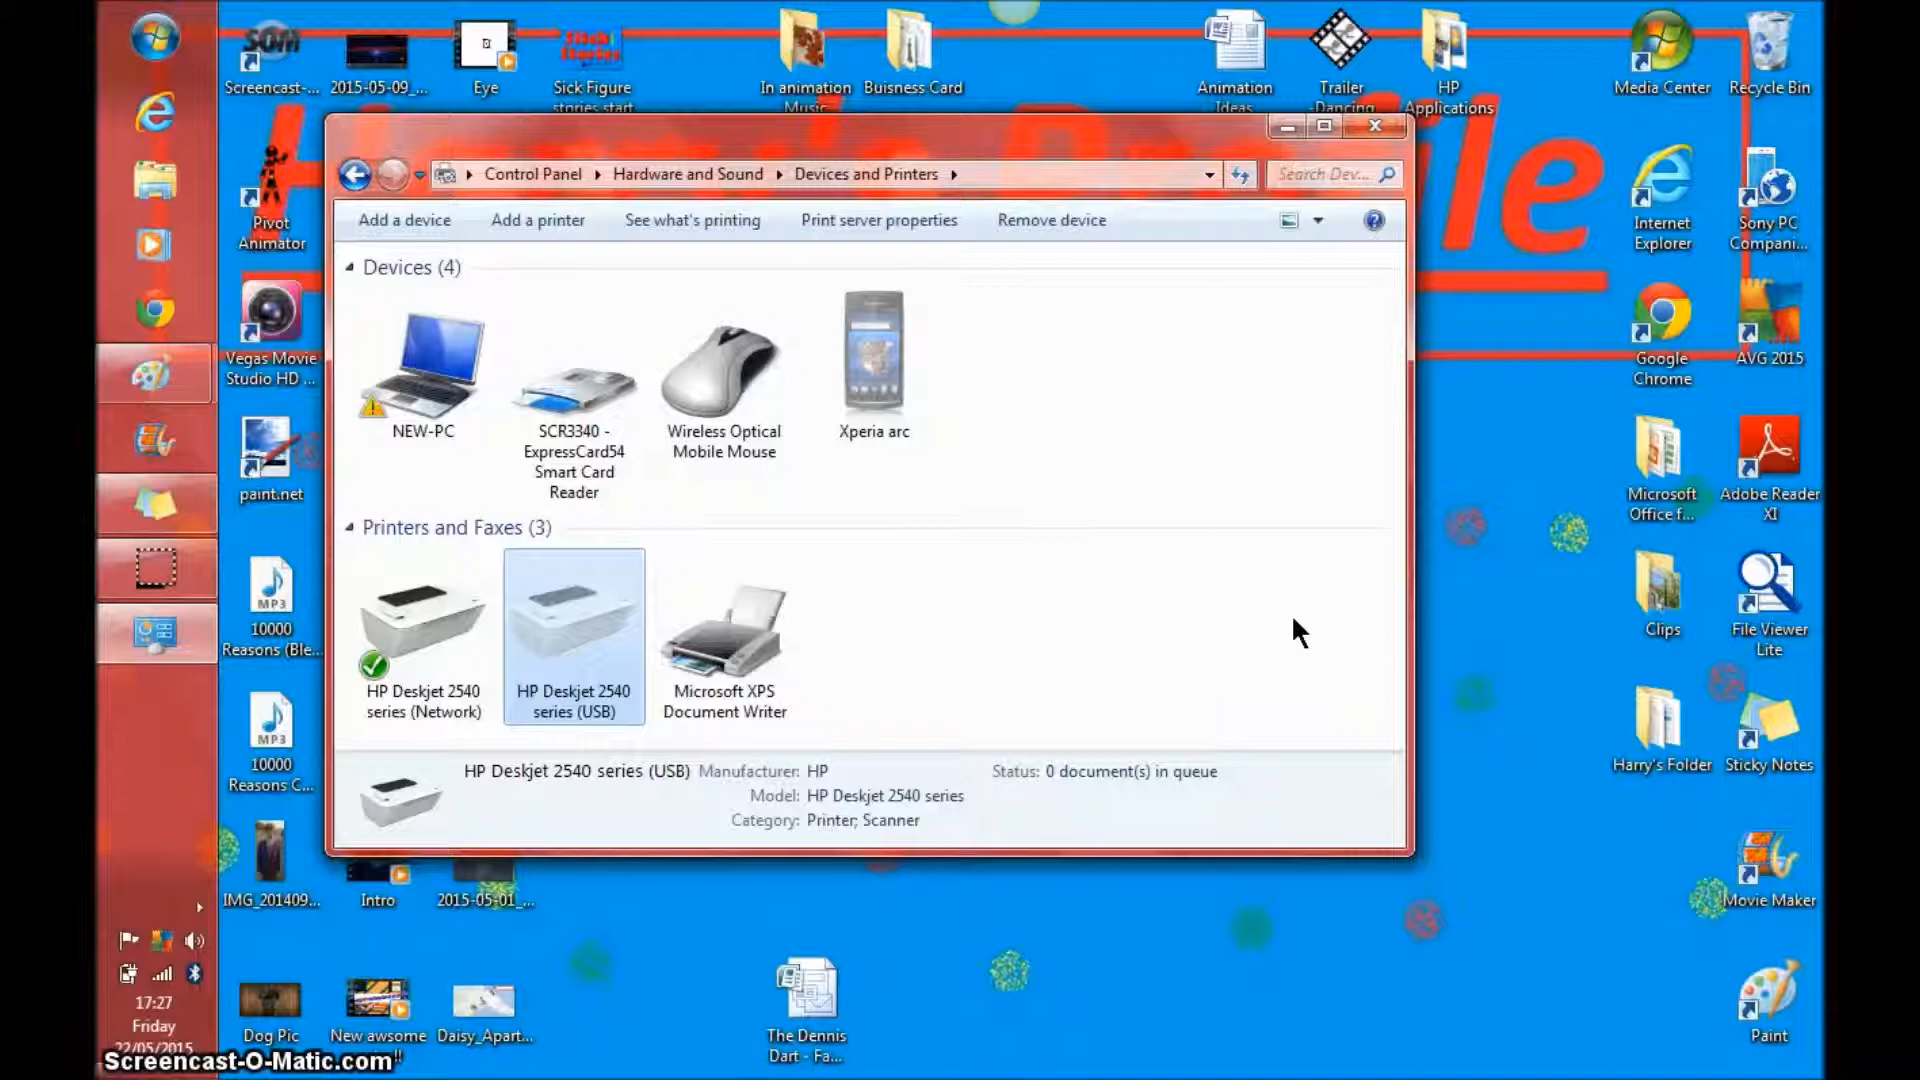 SOM
Screencast-...
2015-05-09_...
Eye
Sick Figure
stories start
In animation
Music
Buisness Card
Animation
Ideas
Trailer
-Dancing
HP
Applications
Media Center
Recycle Bin
Control Panel
Hardware and Sound
Devices and Printers
Search Dev...
Add a device
Add a printer
See what's printing
Print server properties
Remove device
Devices (4)
NEW-PC
SCR3340 -
ExpressCard54
Smart Card
Reader
Wireless Optical
Mobile Mouse
Xperia arc
Printers and Faxes (3)
HP Deskjet 2540
series (Network)
HP Deskjet 2540
series (USB)
Microsoft XPS
Document Writer
HP Deskjet 2540 series (USB)
Manufacturer: HP
Status: 0 document(s) in queue
Model: HP Deskjet 2540 series
Category: Printer; Scanner
Pivot
Animator
Vegas Movie
Studio HD ...
paint.net
MP3
10000
Reasons (Ble...
MP3
10000
Reasons C...
IMG_201409...
Intro
2015-05-01_...
Dog Pic
New awsome
Daisy_Apart...
The Dennis
Dart - Fa...
Internet
Explorer
Sony PC
Compani...
Google
Chrome
AVG 2015
Microsoft
Office f...
Adobe Reader
XI
Clips
File Viewer
Lite
Harry's Folder
Sticky Notes
Movie Maker
Paint
17:27
Friday
22/05/2015
Screencast-O-Matic.com